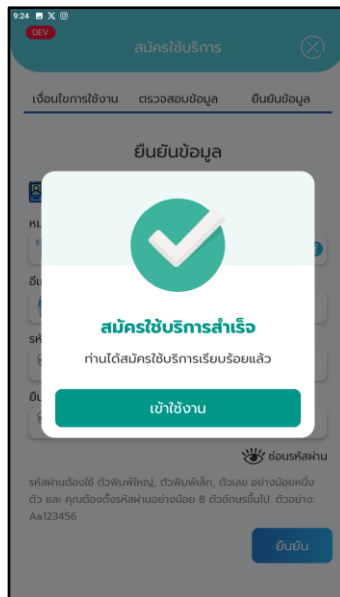 9:24
DEV
สมัครใช้บริการ
เงื่อนไขการใช้งาน ตรวจสอบข้อมูล ยืนยันข้อมูล
ยืนยันข้อมูล
สมัครใช้บริการสำเร็จ
ท่านได้สมัครใช้บริการเรียบร้อยแล้ว
เข้าใช้งาน
ซ่อนรหัสผ่าน
รหัสผ่านต้องใช้ ตัวพิมพ์ใหญ่, ตัวพิมพ์เล็ก, ตัวเลข อย่างน้อยหนึ่ง
ตัว และ คุณต้องตั้งรหัสผ่านอย่างน้อย 8 ตัวอักษรขึ้นไป ตัวอย่าง:
Aa123456
ยืนยัน